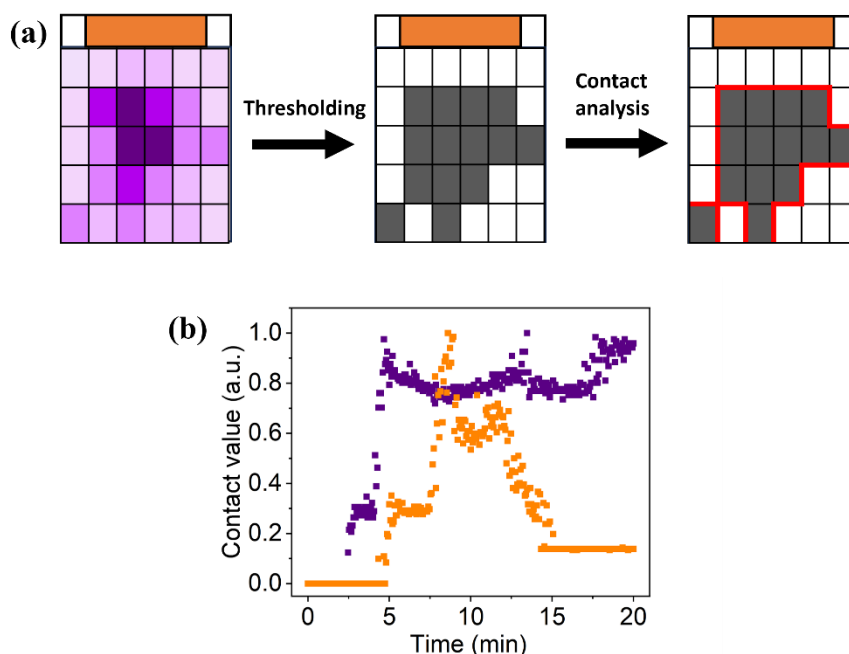 (a)
Thresholding
Contact
analysis
(b)
Contact value (a.u.)
1.0
0.8
0.6
0.4
0.2
0.0
0
5
10
15
20
Time (min)